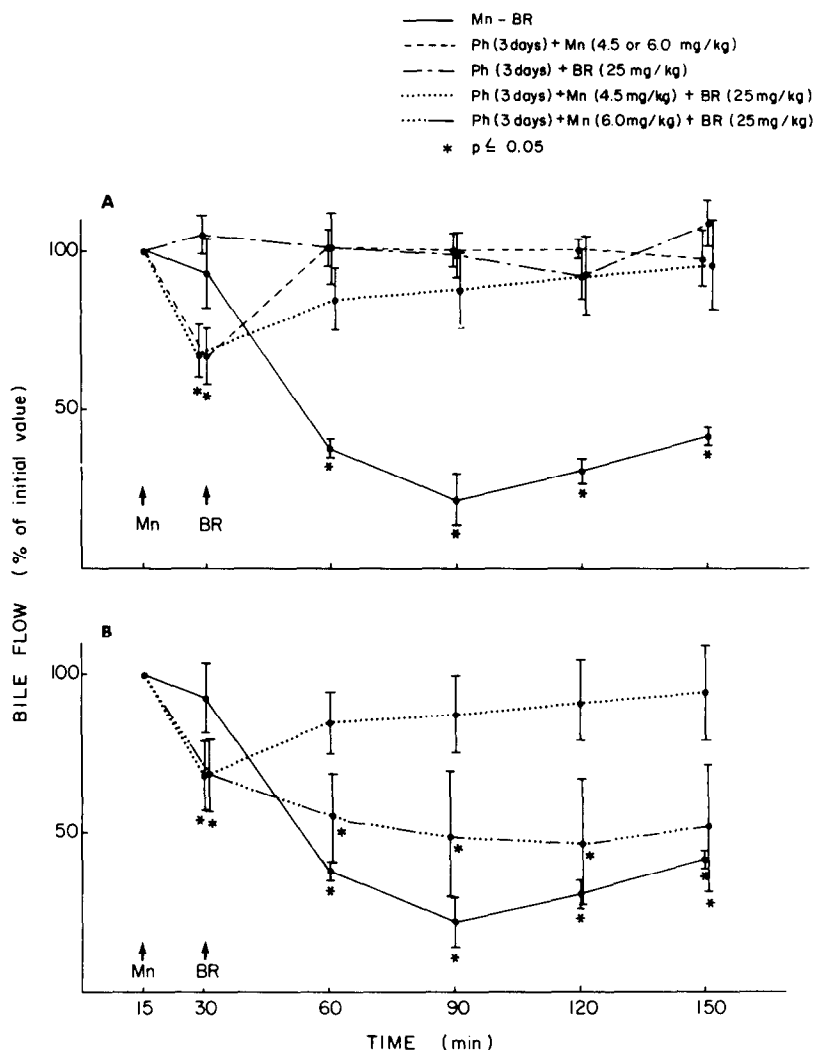 Mn - BR
Ph (3 days) + Mn (4.5 or 6.0 mg/kg)
Ph (3 days) + BR (25 mg/kg)
Ph (3 days) + Mn (4.5 mg/kg) + BR (25 mg/kg)
Ph (3 days) + Mn (6.0 mg/kg) + BR (25 mg/kg)
* p ≦ 0.05
A
100
50
Mn
BR
B
100
50
Mn
BR
15 30 60 90 120 150
TIME (min)
BILE FLOW (% of initial value)